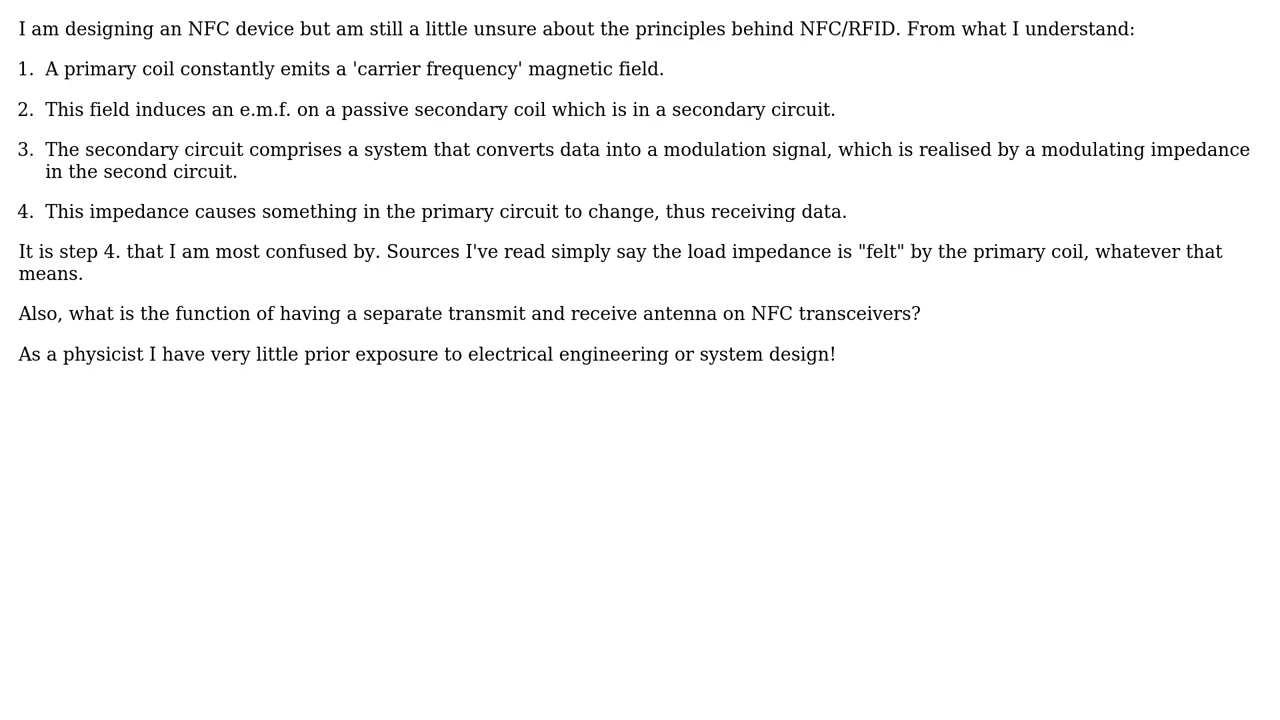 I am designing an NFC device but am still a little unsure about the principles behind NFC/RFID. From what I understand:
1. A primary coil constantly emits a 'carrier frequency' magnetic field.
2. This field induces an e.m.f. on a passive secondary coil which is in a secondary circuit.
3. The secondary circuit comprises a system that converts data into a modulation signal, which is realised by a modulating impedance
in the second circuit.
4. This impedance causes something in the primary circuit to change, thus receiving data.
It is step 4. that I am most confused by. Sources I've read simply say the load impedance is "felt" by the primary coil, whatever that
means.
Also, what is the function of having a separate transmit and receive antenna on NFC transceivers?
As a physicist I have very little prior exposure to electrical engineering or system design!